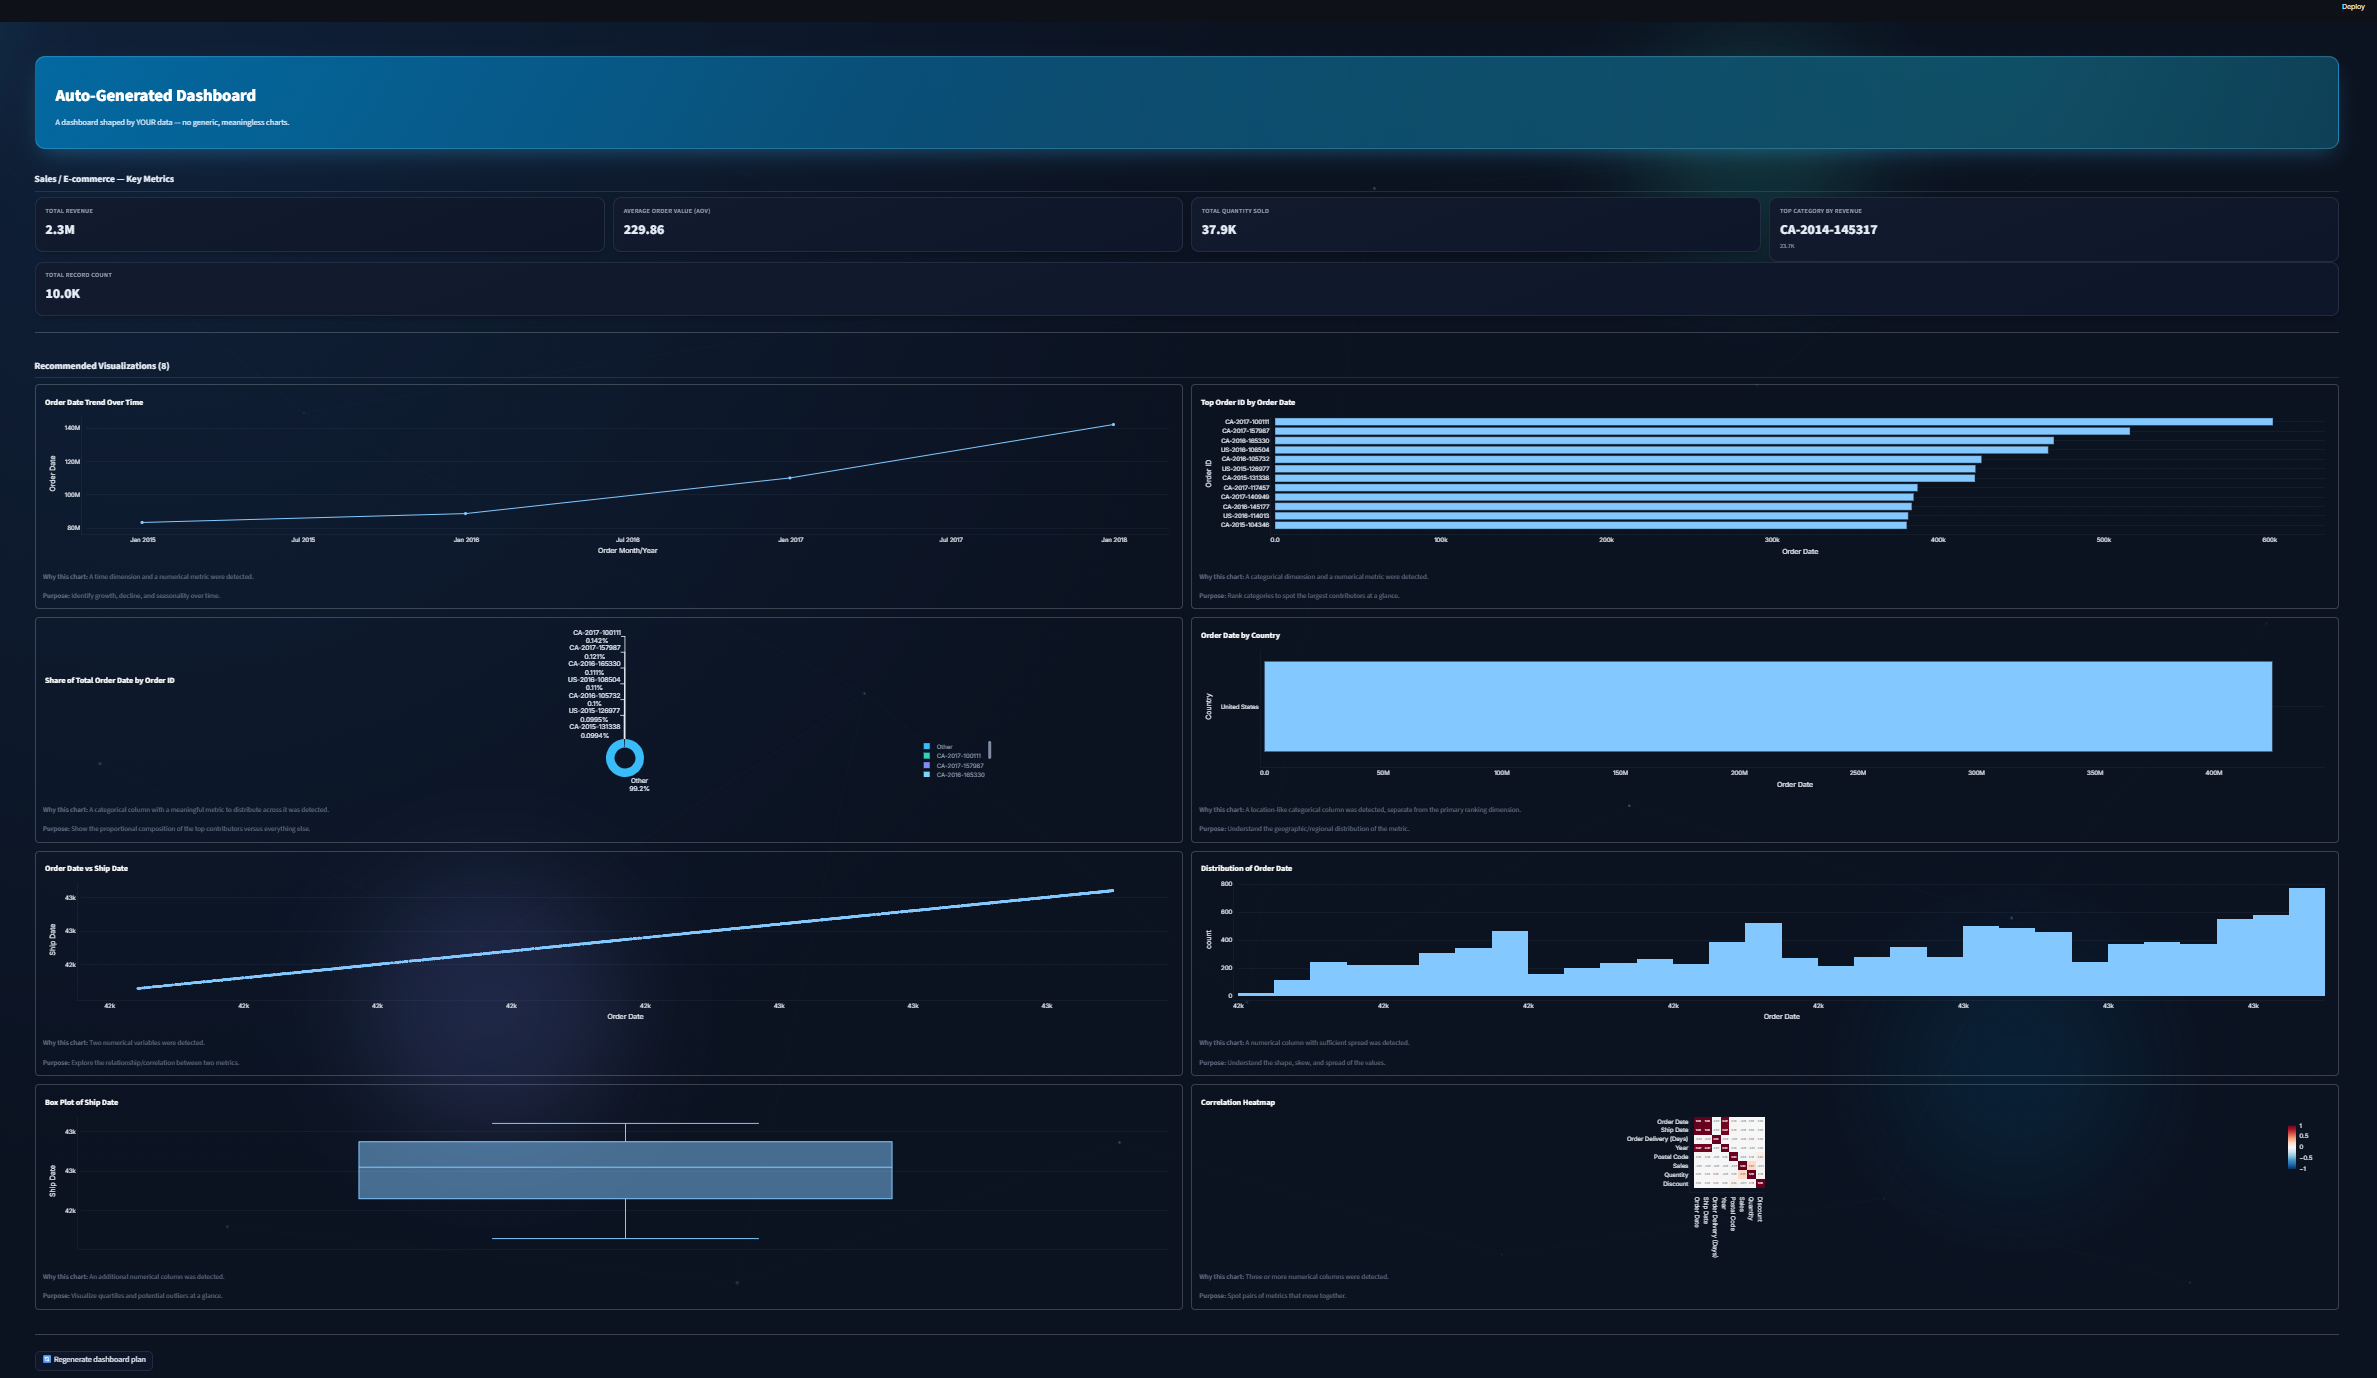 Deploy
Auto-Generated Dashboard
A dashboard shaped by YOUR data — no generic, meaningless charts.
Sales / E-commerce — Key Metrics
TOTAL REVENUE
2.3M
AVERAGE ORDER VALUE (AOV)
229.86
TOTAL QUANTITY SOLD
37.9K
TOP CATEGORY BY REVENUE
CA-2014-145317
23.7K
TOTAL RECORD COUNT
10.0K
Recommended Visualizations (8)
Order Date Trend Over Time
140M
120M
100M
80M
Order Date
Jan 2015 Jul 2015 Jan 2016 Jul 2016 Jan 2017 Jul 2017 Jan 2018
Order Month/Year
Why this chart: A time dimension and a numerical metric were detected.
Purpose: Identify growth, decline, and seasonality over time.
Top Order ID by Order Date
Order ID
CA-2017-100111
CA-2017-157987
CA-2016-165330
US-2016-108504
CA-2016-105732
US-2015-126977
CA-2015-131338
CA-2017-117457
CA-2017-140949
CA-2016-145177
US-2016-114013
CA-2015-104346
0.0 100k 200k 300k 400k 500k 600k
Order Date
Why this chart: A categorical dimension and a numerical metric were detected.
Purpose: Rank categories to spot the largest contributors at a glance.
Share of Total Order Date by Order ID
CA-2017-100111
0.142%
CA-2017-157987
0.121%
CA-2016-165330
0.111%
US-2016-108504
0.11%
CA-2016-105732
0.1%
US-2015-126977
0.0995%
CA-2015-131338
0.0994%
Other
99.2%
Other
CA-2017-100111
CA-2017-157987
CA-2016-165330
Why this chart: A categorical column with a meaningful metric to distribute across it was detected.
Purpose: Show the proportional composition of the top contributors versus everything else.
Order Date by Country
Country
United States
0.0 50M 100M 150M 200M 250M 300M 350M 400M
Order Date
Why this chart: A location-like categorical column was detected, separate from the primary ranking dimension.
Purpose: Understand the geographic/regional distribution of the metric.
Order Date vs Ship Date
43k
43k
42k
Ship Date
42k 42k 42k 42k 42k 43k 43k 43k
Order Date
Why this chart: Two numerical variables were detected.
Purpose: Explore the relationship/correlation between two metrics.
Distribution of Order Date
800
600
400
200
0
count
42k 42k 42k 42k 42k 43k 43k 43k
Order Date
Why this chart: A numerical column with sufficient spread was detected.
Purpose: Understand the shape, skew, and spread of the values.
Box Plot of Ship Date
43k
43k
42k
Ship Date
Why this chart: An additional numerical column was detected.
Purpose: Visualize quartiles and potential outliers at a glance.
Correlation Heatmap
Order Date
Ship Date
Order Delivery (Days)
Year
Postal Code
Sales
Quantity
Discount
Order Date
Ship Date
Order Delivery (Days)
Year
Postal Code
Sales
Quantity
Discount
1
0.5
0
−0.5
−1
Why this chart: Three or more numerical columns were detected.
Purpose: Spot pairs of metrics that move together.
Regenerate dashboard plan